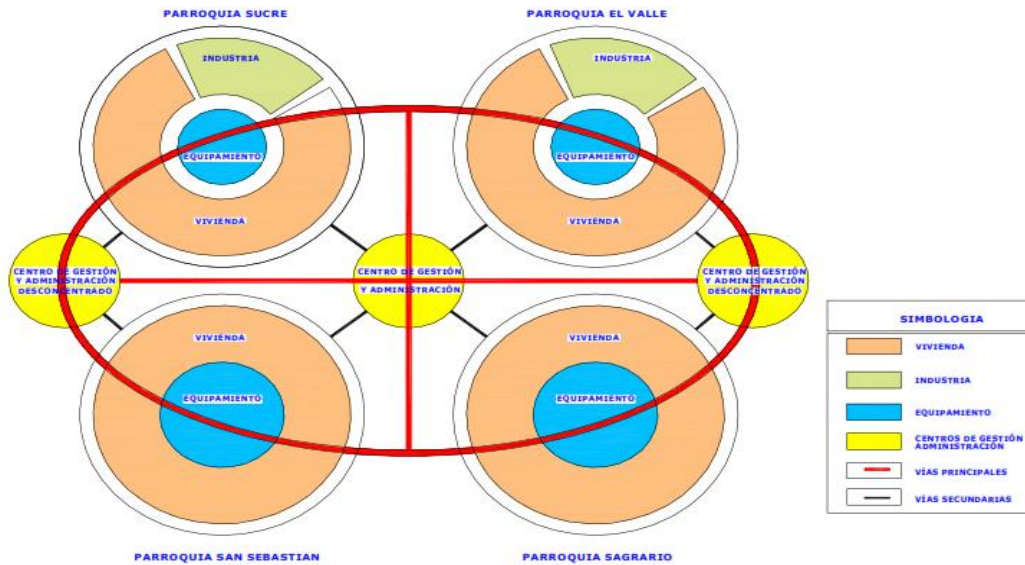 PARROQUIA SUCRE
PARROQUIA EL VALLE
INDUSTRIA
INDUSTRIA
EQUIPAMIENTO
EQUIPAMIENTO
VIVIENDA
VIVIENDA
CENTRO DE GESTIÓN
Y ADMINISTRACIÓN
DESCONCENTRADO
CENTRO DE GESTIÓN
Y ADMINISTRACIÓN
CENTRO DE GESTIÓN
Y ADMINISTRACIÓN
DESCONCENTRADO
VIVIENDA
VIVIENDA
EQUIPAMIENTO
EQUIPAMIENTO
PARROQUIA SAN SEBASTIAN
PARROQUIA SAGRARIO
SIMBOLOGIA
VIVIENDA
INDUSTRIA
EQUIPAMIENTO
CENTROS DE GESTIÓN
ADMINISTRACIÓN
VÍAS PRINCIPALES
VÍAS SECUNDARIAS